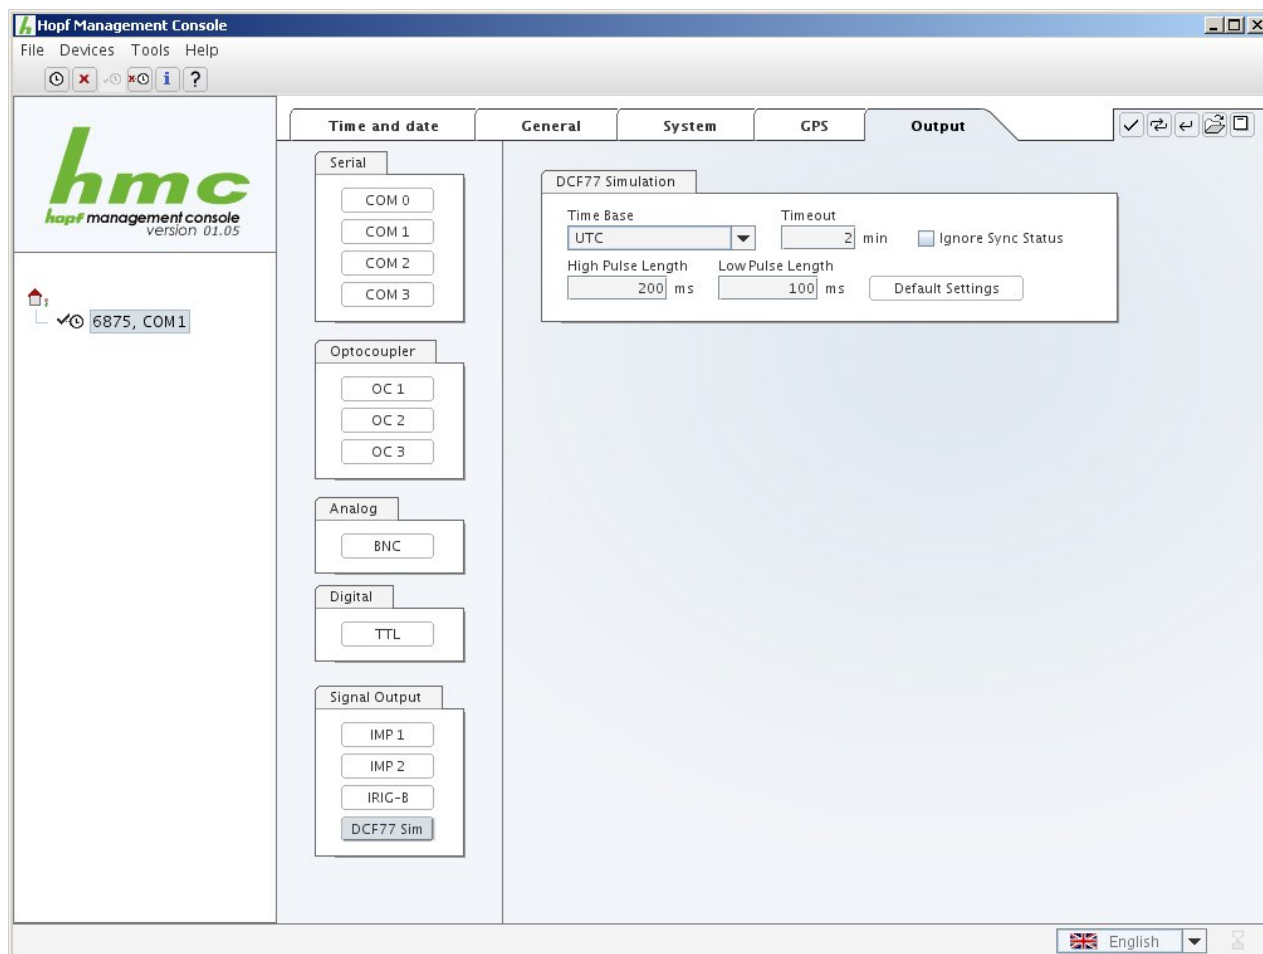 Hopf Management Console
File Devices Tools Help
hmc
hopf management console
version 01.05
6875, COM1
Time and date General System GPS Output
Serial
COM 0
COM 1
COM 2
COM 3
Optocoupler
OC 1
OC 2
OC 3
Analog
BNC
Digital
TTL
Signal Output
IMP 1
IMP 2
IRIG-B
DCF77 Sim
DCF77 Simulation
Time Base Timeout
UTC 2 min Ignore Sync Status
High Pulse Length Low Pulse Length
200 ms 100 ms Default Settings
English